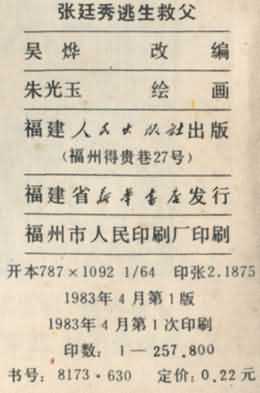 张廷秀逃生救父
吴烨 改编
朱光玉 绘画
福建人民出版社出版
(福州得贵巷27号)
福建省新华书店发行
福州市人民印刷厂印刷
开本787×1092 1/64 印张2.1875
1983年4月第1版
1983年4月第1次印刷
印数：1—257,800
书号：8173·630 定价：0.22元